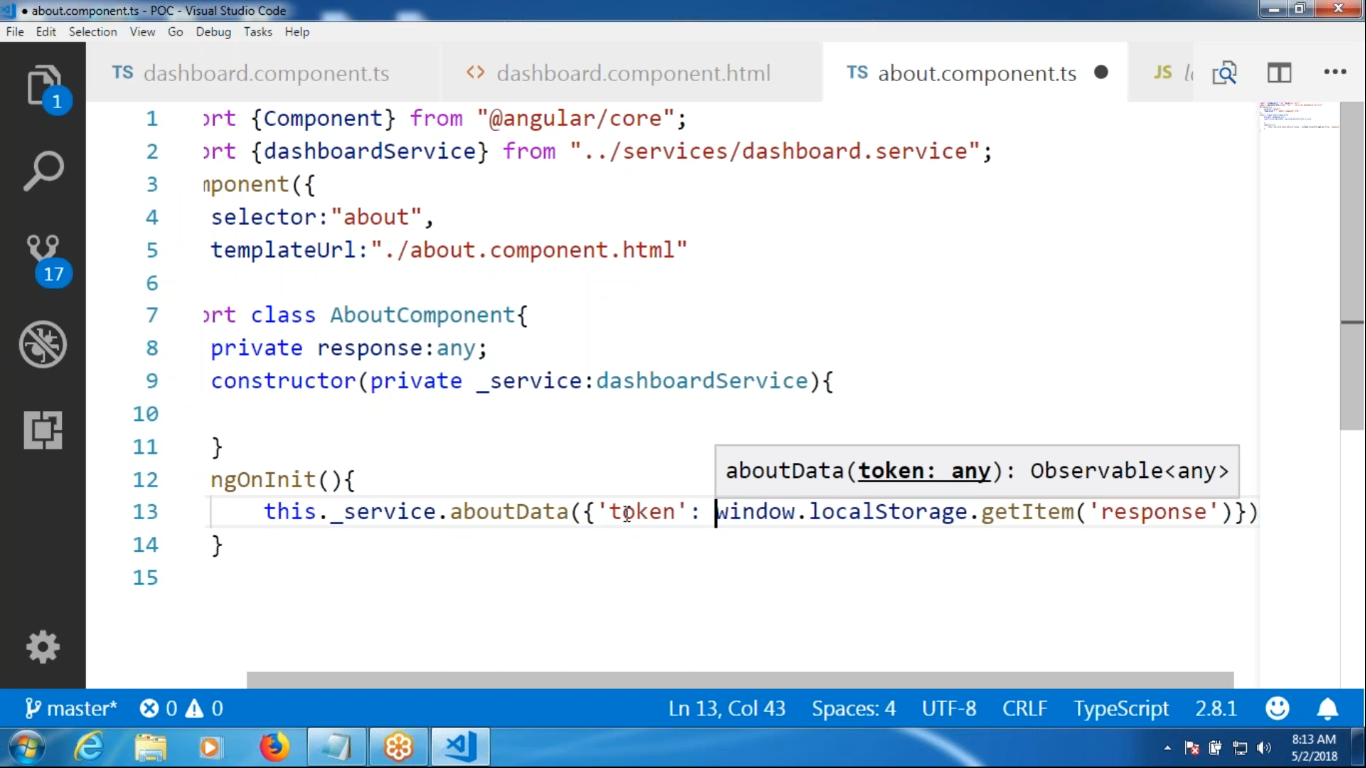 about.component.ts - POC - Visual Studio Code
File Edit Selection View Go Debug Tasks Help
TS dashboard.component.ts <> dashboard.component.html TS about.component.ts JS
1 ort {Component} from "@angular/core";
2 ort {dashboardService} from "../services/dashboard.service";
3 mponent({
4 selector:"about",
5 templateUrl:"./about.component.html"
6
7 ort class AboutComponent{
8 private response:any;
9 constructor(private _service:dashboardService){
10
11 }
aboutData(token: any): Observable<any>
12 ngOnInit(){
13 this._service.aboutData({'token': window.localStorage.getItem('response')})
14 }
15
1
17
master* 0 0 Ln 13, Col 43 Spaces: 4 UTF-8 CRLF TypeScript 2.8.1
8:13 AM
5/2/2018